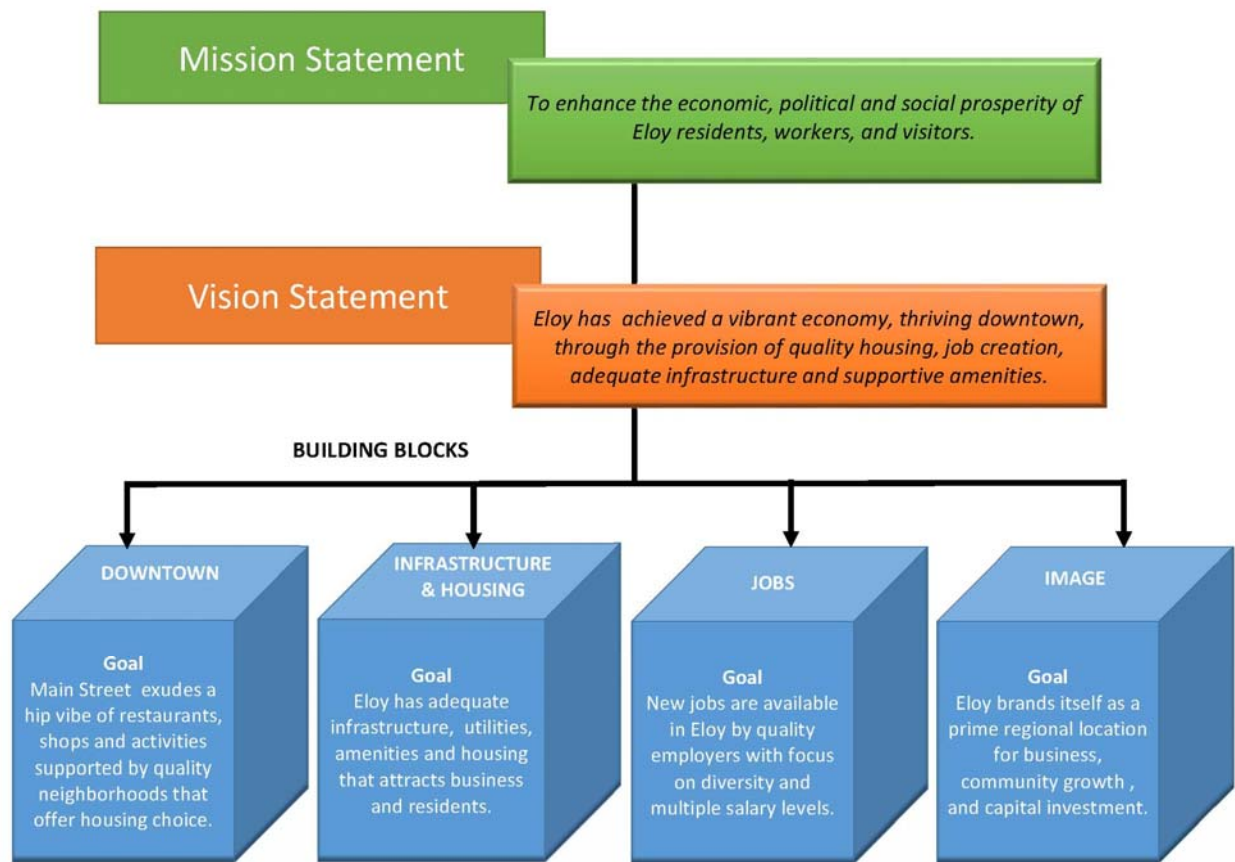 Mission Statement
To enhance the economic, political and social prosperity of
Eloy residents, workers, and visitors.
Vision Statement
Eloy has achieved a vibrant economy, thriving downtown,
through the provision of quality housing, job creation,
adequate infrastructure and supportive amenities.
BUILDING BLOCKS
DOWNTOWN
Goal
Main Street exudes a
hip vibe of restaurants,
shops and activities
supported by quality
neighborhoods that
offer housing choice.
INFRASTRUCTURE
& HOUSING
Goal
Eloy has adequate
infrastructure, utilities,
amenities and housing
that attracts business
and residents.
JOBS
Goal
New jobs are available
in Eloy by quality
employers with focus
on diversity and
multiple salary levels.
IMAGE
Goal
Eloy brands itself as a
prime regional location
for business,
community growth ,
and capital investment.